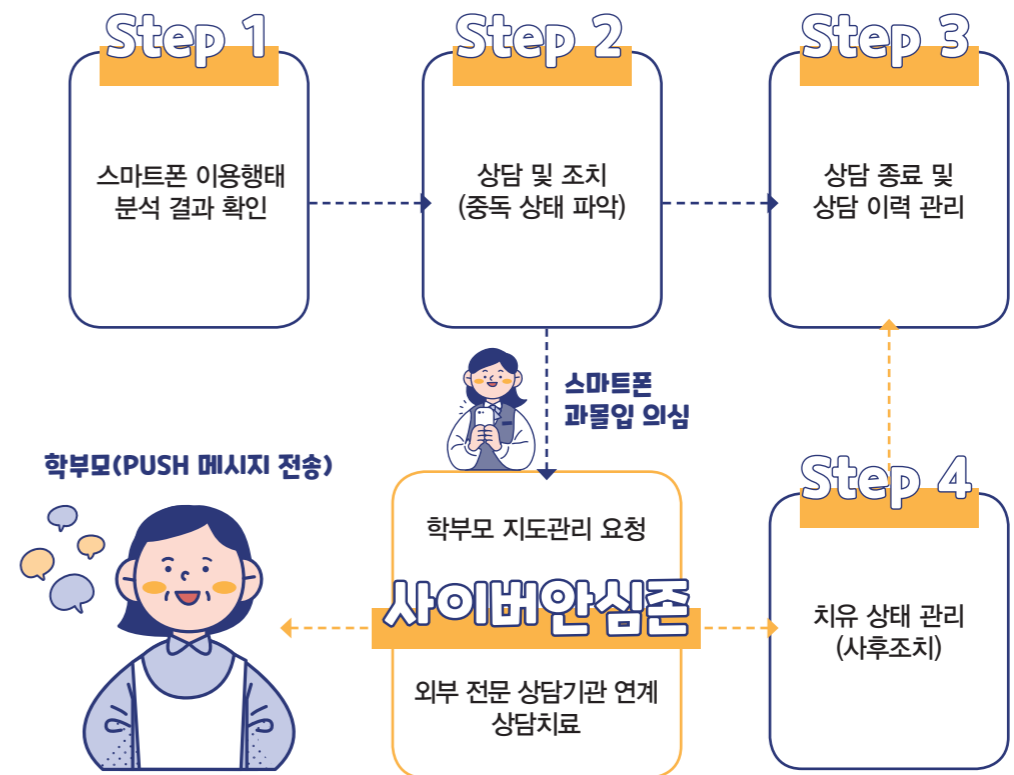 Step 1
스마트폰 이용행태
분석 결과 확인
Step 2
상담 및 조치
(중독 상태 파악)
Step 3
상담 종료 및
상담 이력 관리
스마트폰
과몰입 의심
학부모(PUSH 메시지 전송)
학부모 지도관리 요청
사이버안심존
외부 전문 상담기관 연계
상담치료
Step 4
치유 상태 관리
(사후조치)